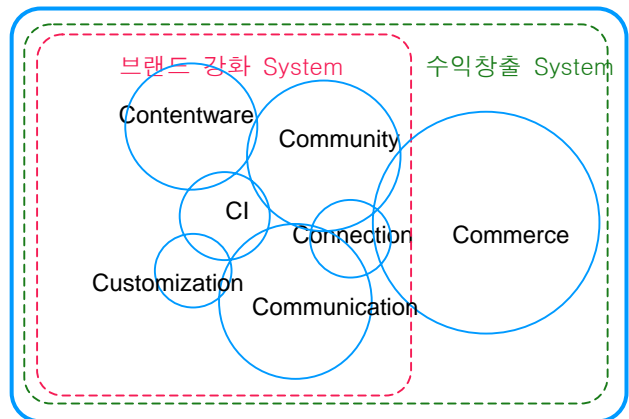 브랜드 강화 System
수익창출 System
Contentware
Community
CI
Connection
Commerce
Customization
Communication